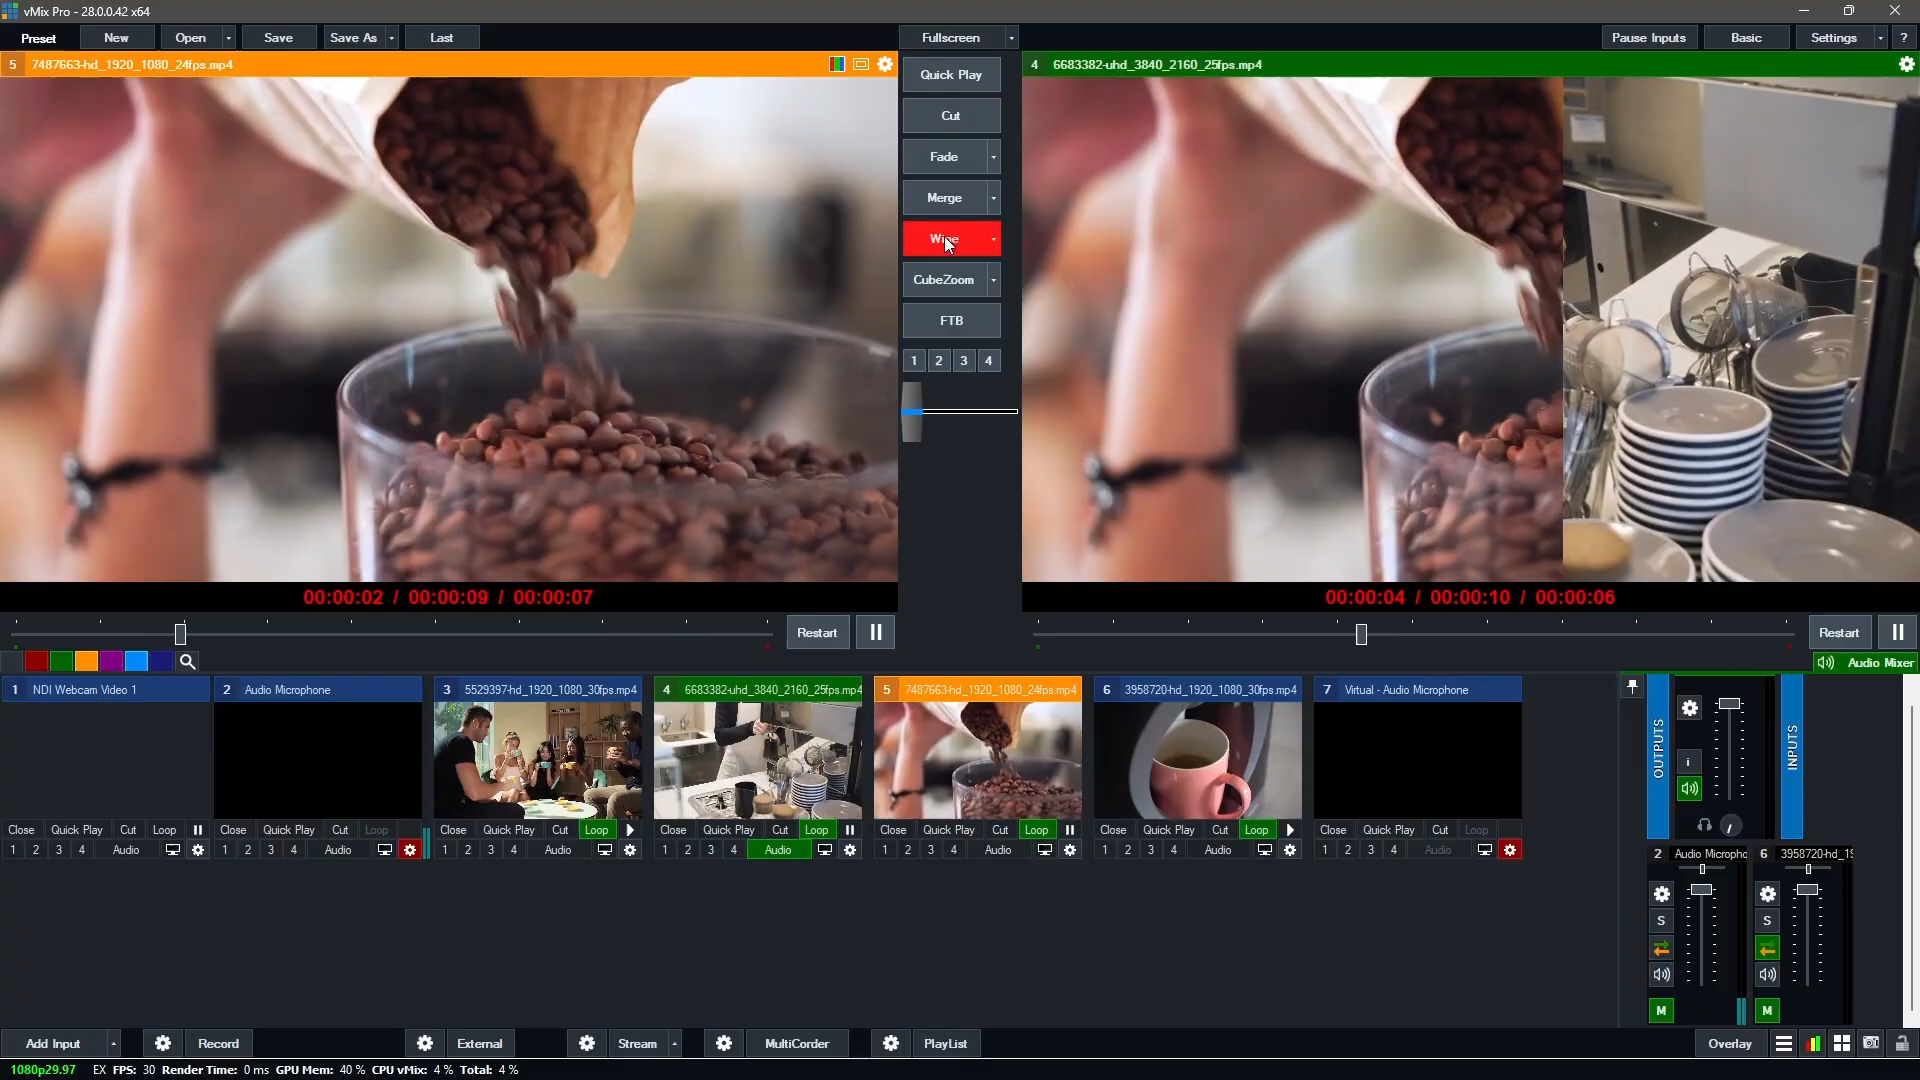 vMix Pro - 28.0.0.42 x64
Preset New Open Save Save As Last Fullscreen Pause Inputs Basic Settings ?
5 7487663-hd_1920_1080_24fps.mp4
4 6683382-uhd_3840_2160_25fps.mp4
Quick Play
Cut
Fade
Merge
CubeZoom
FTB
1 2 3 4
00:00:02 / 00:00:09 / 00:00:07
00:00:04 / 00:00:10 / 00:00:06
Restart
Restart
Audio Mixer
1 NDI Webcam Video 1
2 Audio Microphone
3 5529397-hd_1920_1080_30fps.mp4
4 6683382-uhd_3840_2160_25fps.mp4
5 7487663-hd_1920_1080_24fps.mp4
6 3958720-hd_1920_1080_30fps.mp4
7 Virtual - Audio Microphone
Close Quick Play Cut Loop
Close Quick Play Cut Loop
Close Quick Play Cut Loop
Close Quick Play Cut Loop
Close Quick Play Cut Loop
Close Quick Play Cut Loop
Close Quick Play Cut Loop
1 2 3 4 Audio
1 2 3 4 Audio
1 2 3 4 Audio
1 2 3 4 Audio
1 2 3 4 Audio
1 2 3 4 Audio
1 2 3 4 Audio
OUTPUTS
i
INPUTS
2 Audio Micropho
6 3958720-hd_19
S
S
M
M
Add Input Record External Stream MultiCorder PlayList Overlay
1080p29.97 EX FPS: 30 Render Time: 0 ms GPU Mem: 40 % CPU vMix: 4 % Total: 4 %